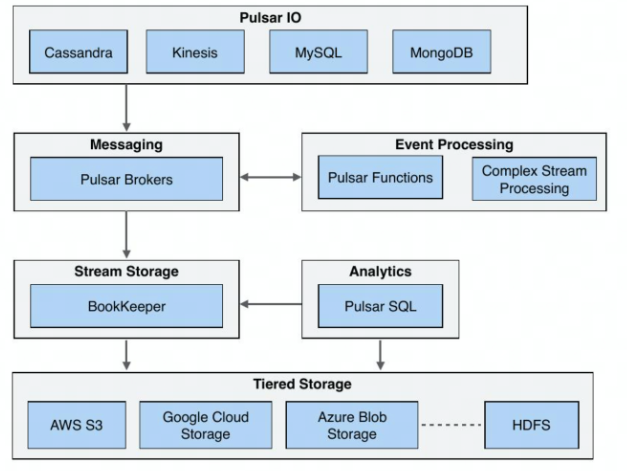 Pulsar IO
Cassandra
Kinesis
MySQL
MongoDB
Messaging
Pulsar Brokers
Event Processing
Pulsar Functions
Complex Stream
Processing
Stream Storage
BookKeeper
Analytics
Pulsar SQL
Tiered Storage
AWS S3
Google Cloud
Storage
Azure Blob
Storage
HDFS